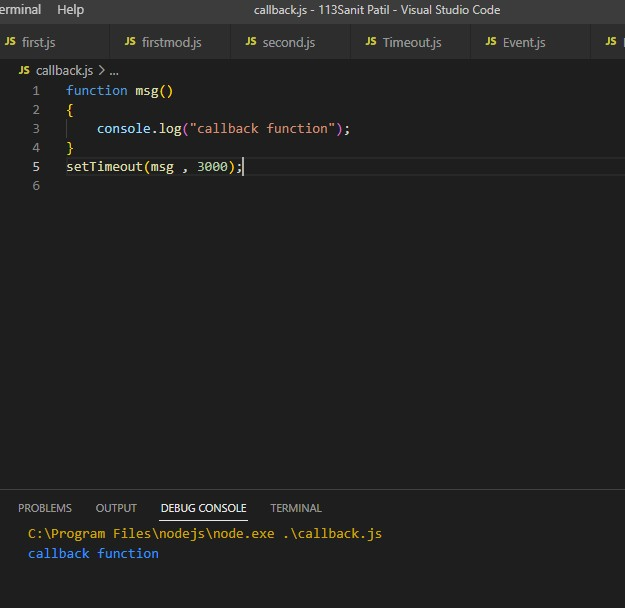 erminal Help callback.js - 113Sanit Patil - Visual Studio Code
JS first.js JS firstmod.js JS second.js JS Timeout.js JS Event.js JS
JS callback.js > ...
1 function msg()
2 {
3 console.log("callback function");
4 }
5 setTimeout(msg , 3000);
6
PROBLEMS OUTPUT DEBUG CONSOLE TERMINAL
C:\Program Files\nodejs\node.exe .\callback.js
callback function